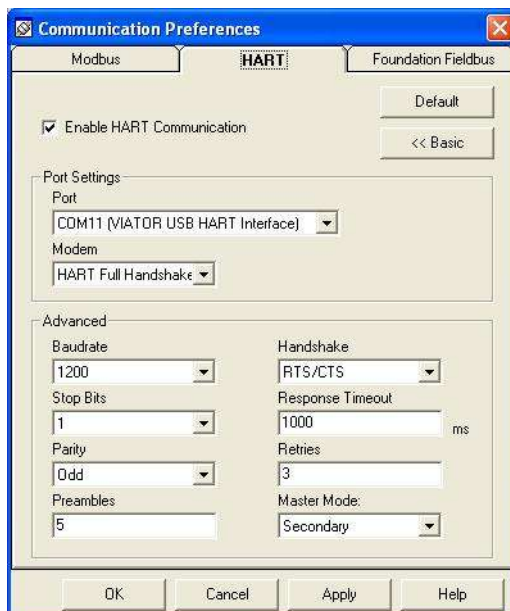 Communication Preferences
Modbus
HART
Foundation Fieldbus
Default
Enable HART Communication
<< Basic
Port Settings
Port
COM11 (VIATOR USB HART Interface)
Modem
HART Full Handshake
Advanced
Baudrate
Handshake
1200
RTS/CTS
Stop Bits
Response Timeout
1
1000
ms
Parity
Retries
Odd
3
Preambles
Master Mode:
5
Secondary
OK
Cancel
Apply
Help